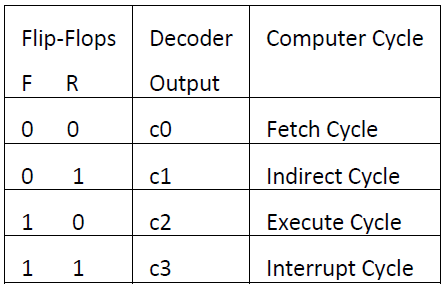 Flip-Flops Decoder Computer Cycle
F R Output
0 0 c0 Fetch Cycle
0 1 c1 Indirect Cycle
1 0 c2 Execute Cycle
1 1 c3 Interrupt Cycle